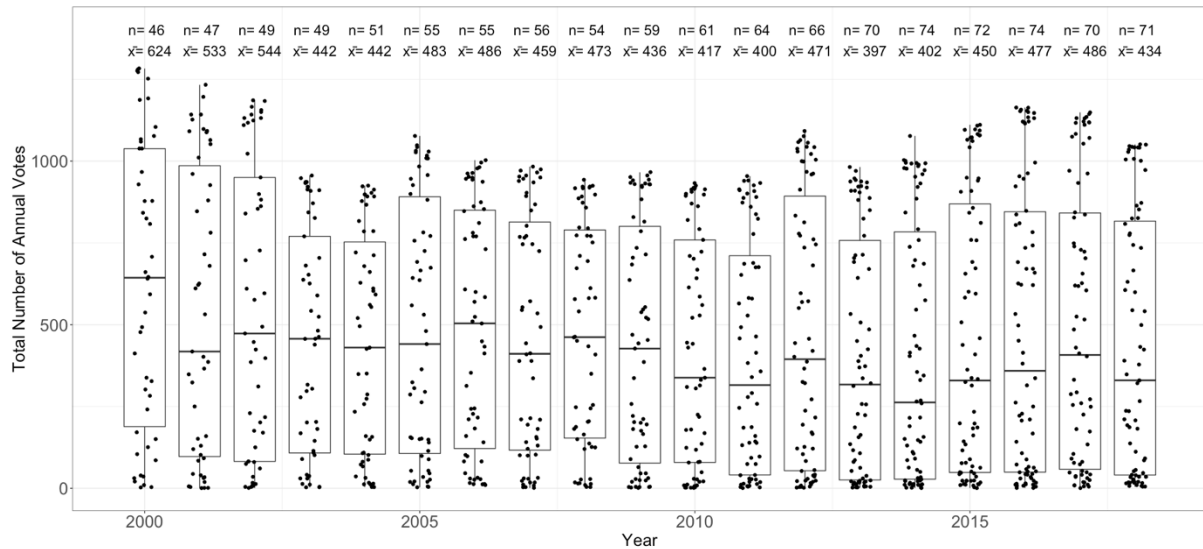 n= 46 n= 47 n= 49 n= 49 n= 51 n= 55 n= 55 n= 56 n= 54 n= 59 n= 61 n= 64 n= 66 n= 70 n= 74 n= 72 n= 74 n= 70 n= 71
x̄= 624 x̄= 533 x̄= 544 x̄= 442 x̄= 442 x̄= 483 x̄= 486 x̄= 459 x̄= 473 x̄= 436 x̄= 417 x̄= 400 x̄= 471 x̄= 397 x̄= 402 x̄= 450 x̄= 477 x̄= 486 x̄= 434
Total Number of Annual Votes
1000
500
0
2000 2005 2010 2015
Year